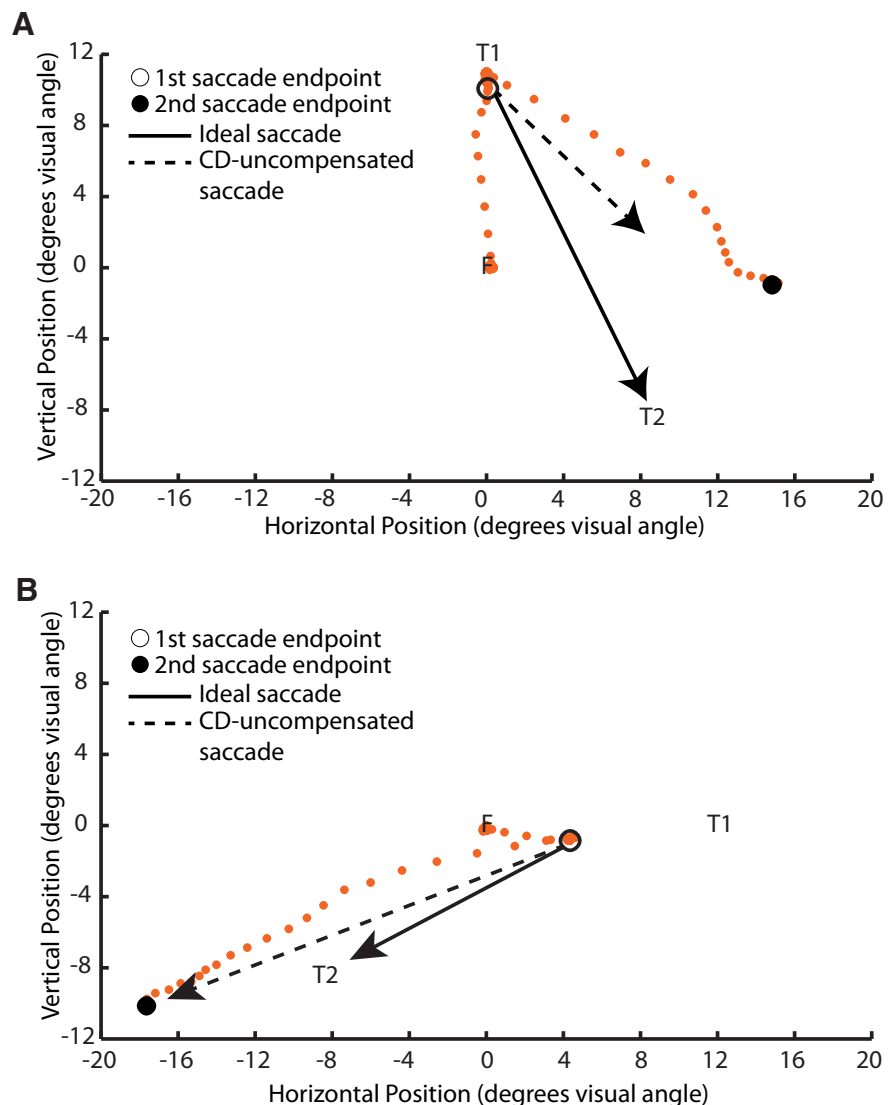 A
12
8
4
0
-4
-8
-12
Vertical Position (degrees visual angle)
1st saccade endpoint
2nd saccade endpoint
Ideal saccade
CD-uncompensated
saccade
T1
F
T2
-20 -16 -12 -8 -4 0 4 8 12 16 20
Horizontal Position (degrees visual angle)
B
12
8
4
0
-4
-8
-12
Vertical Position (degrees visual angle)
1st saccade endpoint
2nd saccade endpoint
Ideal saccade
CD-uncompensated
saccade
F
T1
T2
-20 -16 -12 -8 -4 0 4 8 12 16 20
Horizontal Position (degrees visual angle)